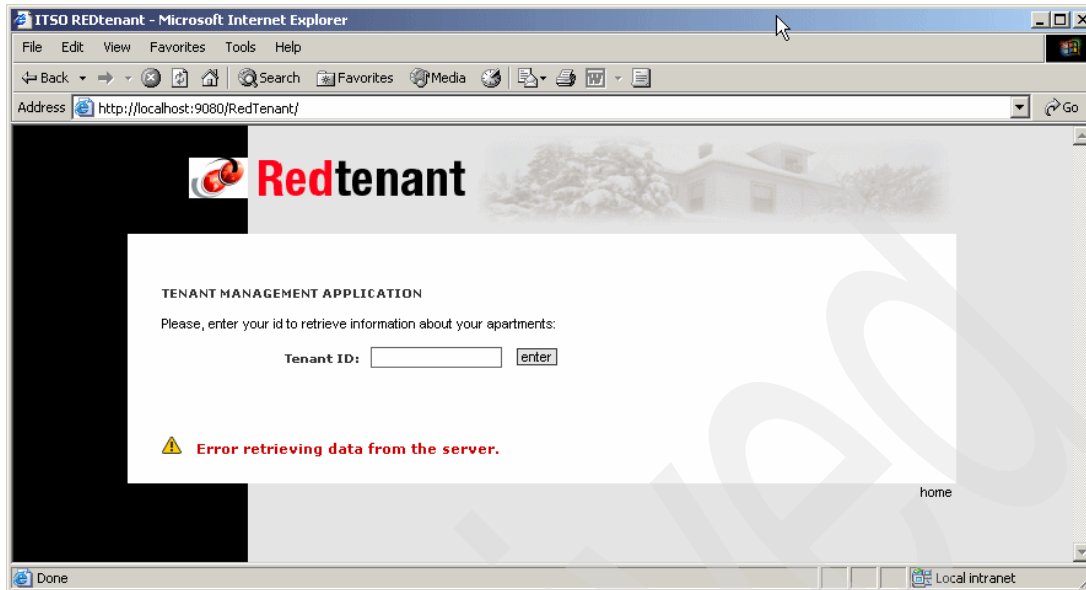 ITSO REDtenant - Microsoft Internet Explorer
File Edit View Favorites Tools Help
Back Search Favorites Media
Address http://localhost:9080/RedTenant/ Go
Redtenant
TENANT MANAGEMENT APPLICATION
Please, enter your id to retrieve information about your apartments:
Tenant ID: enter
Error retrieving data from the server.
home
Done Local intranet